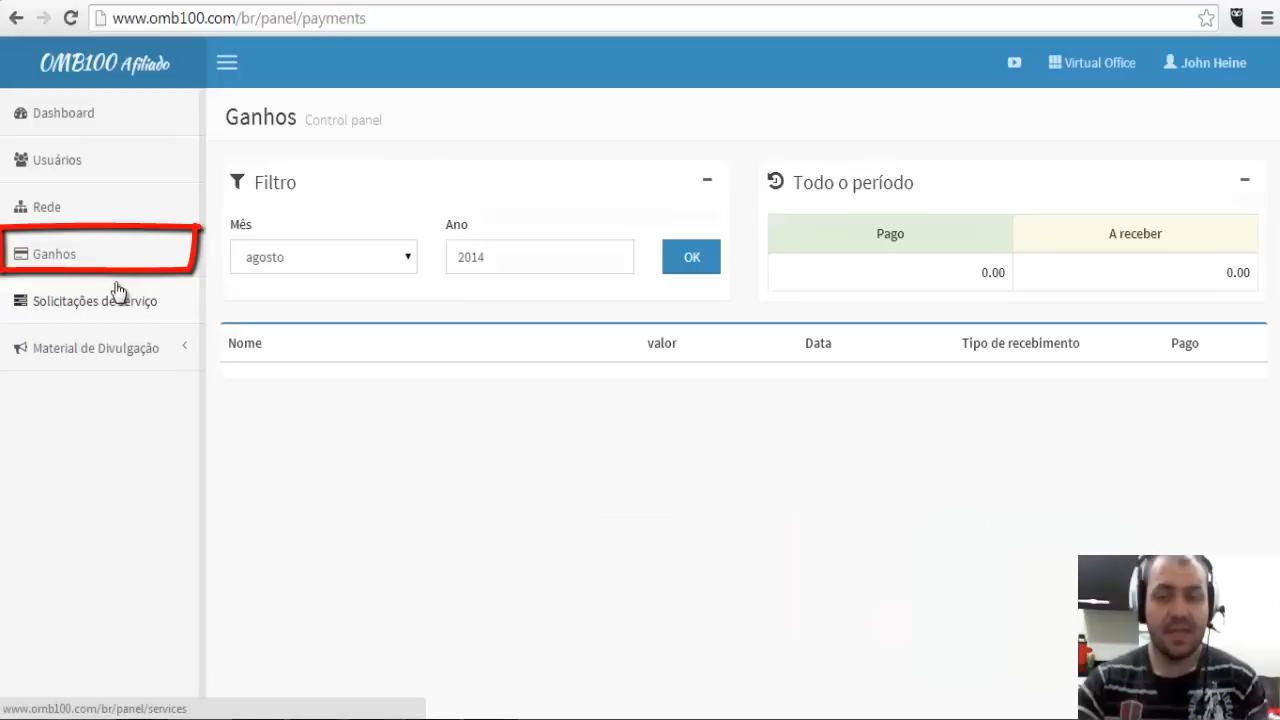 www.omb100.com/br/panel/payments
OMB100 Afiliado
Virtual Office
John Heine
Dashboard
Usuários
Rede
Ganhos
Solicitações de serviço
Material de Divulgação
Ganhos Control panel
Filtro
Mês Ano
agosto 2014 OK
Todo o período
Pago A receber
0.00 0.00
Nome valor Data Tipo de recebimento Pago
www.omb100.com/br/panel/services